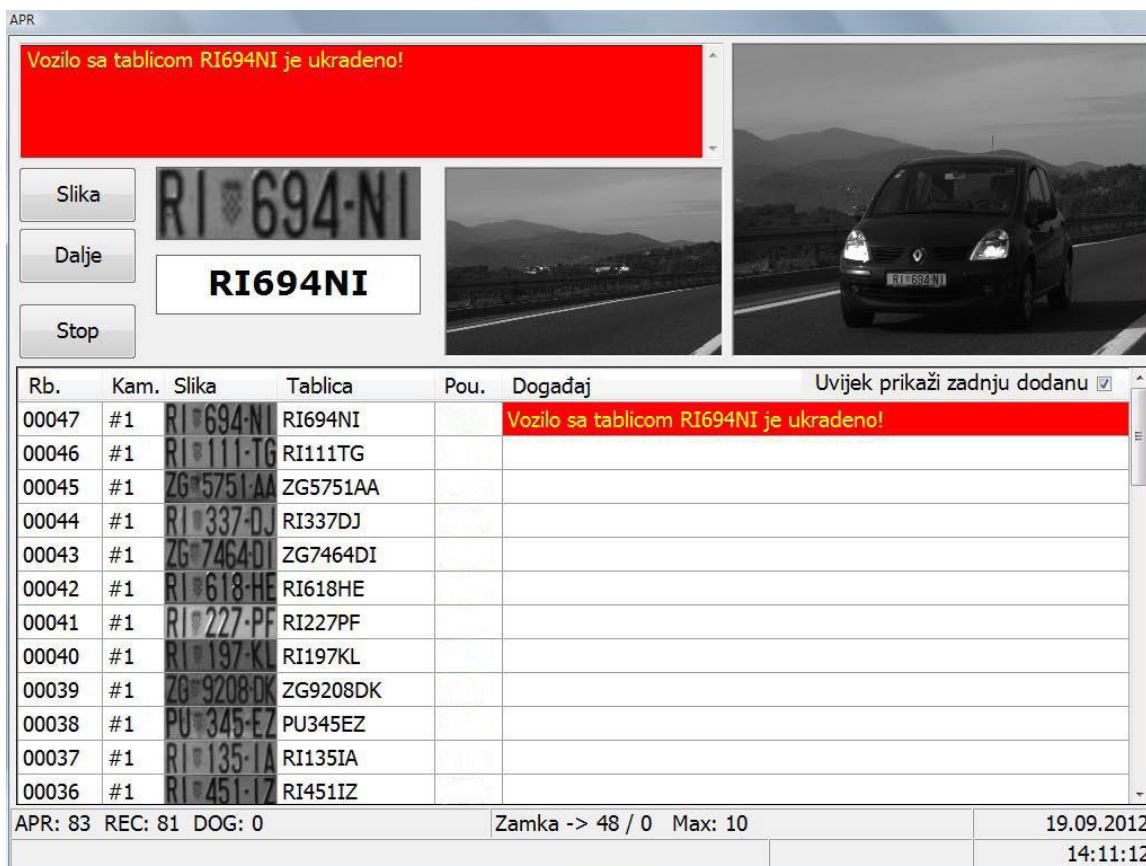 APR
Vozilo sa tablicom RI694NI je ukradeno!
Slika
Dalje
Stop
RI 694-NI
RI694NI
RI 694 NI
Rb. Kam. Slika Tablica Pou. Događaj Uvijek prikaži zadnju dodanu
00047 #1 RI 694-NI RI694NI Vozilo sa tablicom RI694NI je ukradeno!
00046 #1 RI 111-TG RI111TG
00045 #1 ZG 5751-AA ZG5751AA
00044 #1 RI 337-DJ RI337DJ
00043 #1 ZG 7464-DI ZG7464DI
00042 #1 RI 618-HE RI618HE
00041 #1 RI 227-PF RI227PF
00040 #1 RI 197-KL RI197KL
00039 #1 ZG 9208-DK ZG9208DK
00038 #1 PU 345-EZ PU345EZ
00037 #1 RI 135-IA RI135IA
00036 #1 RI 451-IZ RI451IZ
APR: 83 REC: 81 DOG: 0 Zamka -> 48 / 0 Max: 10 19.09.2012
14:11:12